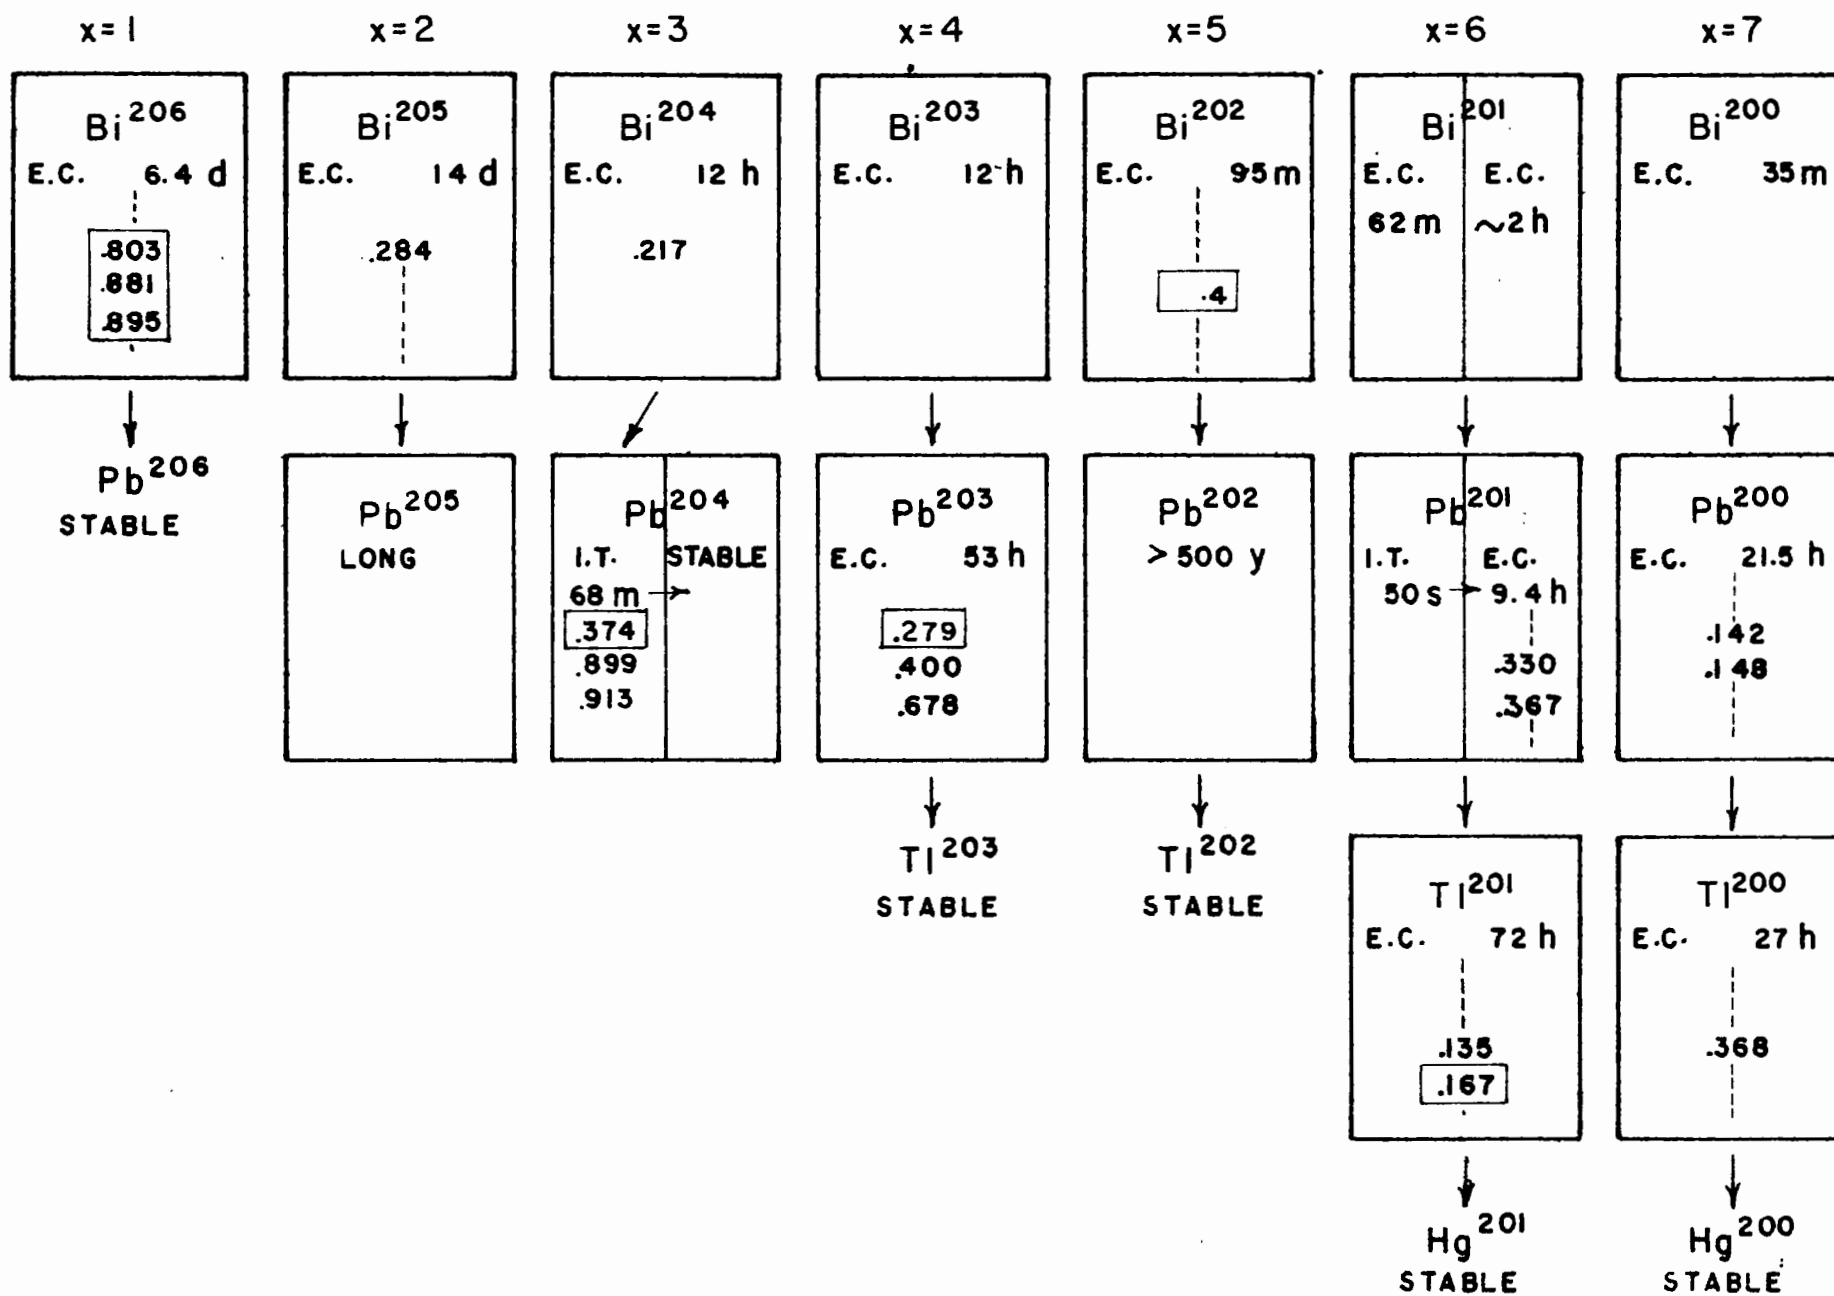 x=1 x=2 x=3 x=4 x=5 x=6 x=7
Bi206 Bi205 Bi204 Bi203 Bi202 Bi201 Bi200
E.C. 6.4 d E.C. 14 d E.C. 12 h E.C. 12 h E.C. 95 m E.C. E.C. E.C. 35 m
62 m ~2 h
.803 .284 .217
.881 .4
.895
Pb206 Pb205 Pb204 Pb203 Pb202 Pb201 Pb200
STABLE LONG I.T. STABLE E.C. 53 h > 500 y I.T. E.C. E.C. 21.5 h
68 m 50 s 9.4 h
.374 .279 .142
.899 .400 .330 .148
.913 .678 .367
Tl203 Tl202 Tl201 Tl200
STABLE STABLE E.C. 72 h E.C. 27 h
.135 .368
.167
Hg201 Hg200
STABLE STABLE